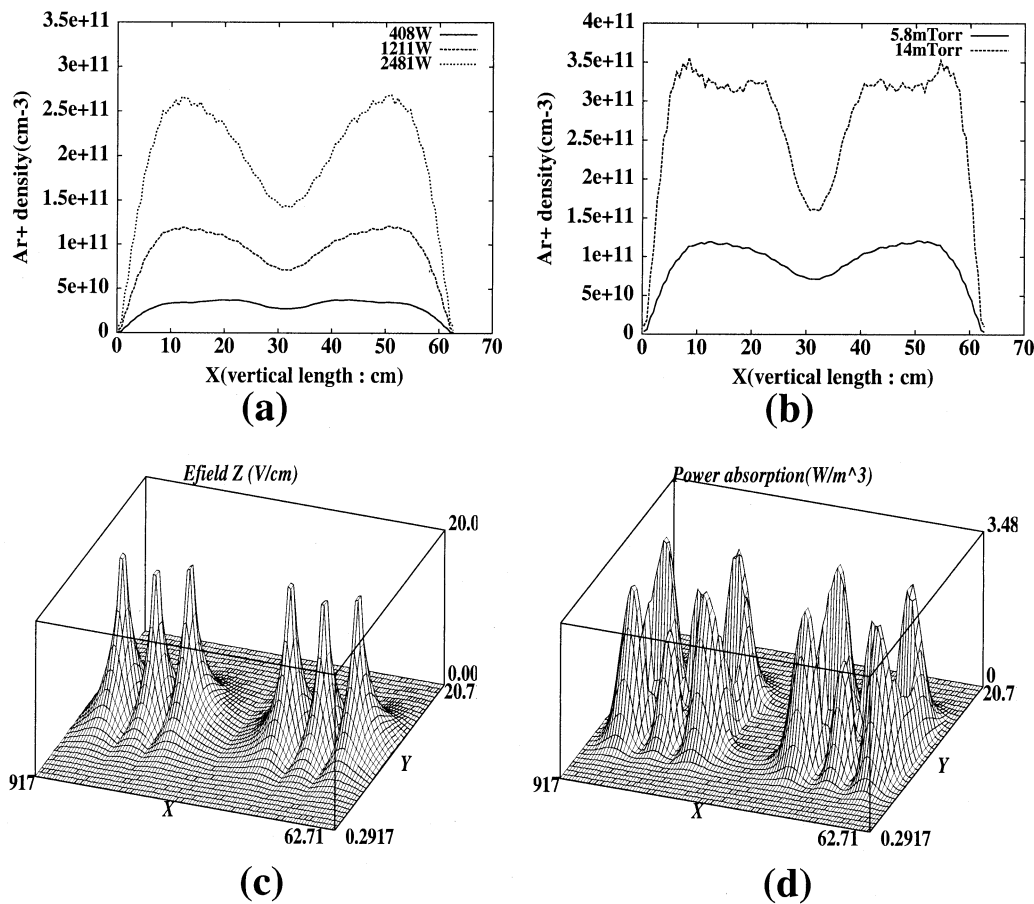 3.5e+11
3e+11
2.5e+11
2e+11
1.5e+11
1e+11
5e+10
0
Ar+ density(cm-3)
408W
1211W
2481W
0 10 20 30 40 50 60 70
X(vertical length : cm)
(a)
4e+11
3.5e+11
3e+11
2.5e+11
2e+11
1.5e+11
1e+11
5e+10
0
Ar+ density(cm-3)
5.8mTorr
14mTorr
0 10 20 30 40 50 60 70
X(vertical length : cm)
(b)
Efield Z (V/cm)
20.0
0.00
20.7
Y
917
X
62.71 0.2917
(c)
Power absorption(W/m^3)
3.48
0
20.7
Y
917
X
62.71 0.2917
(d)